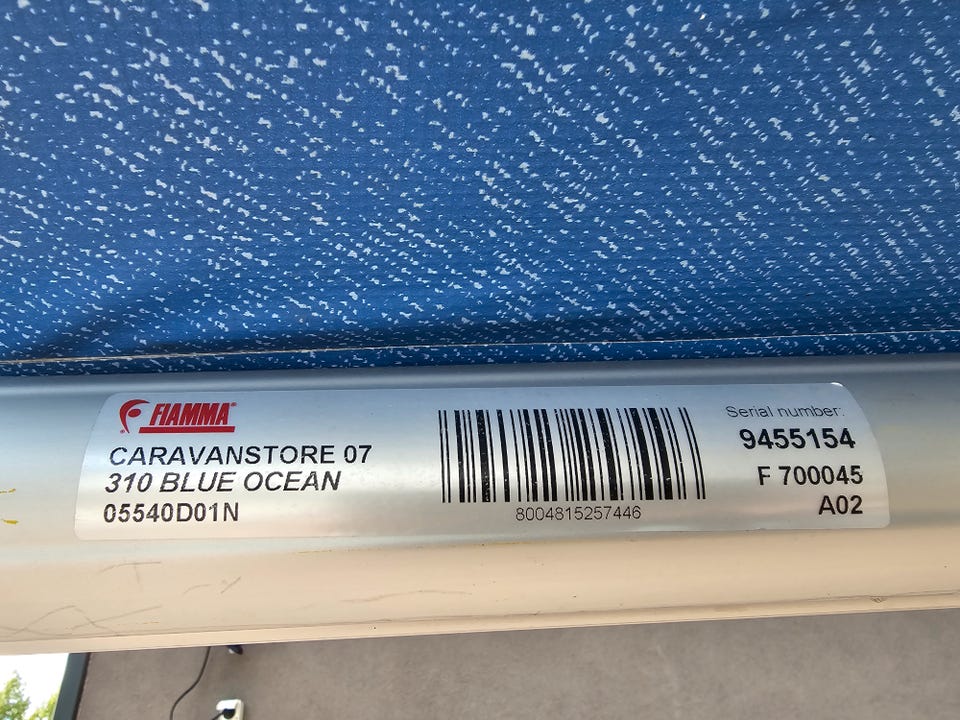 FIAMMA®
CARAVANSTORE 07
310 BLUE OCEAN
05540D01N
8004815257446
Serial number:
9455154
F 700045
A02